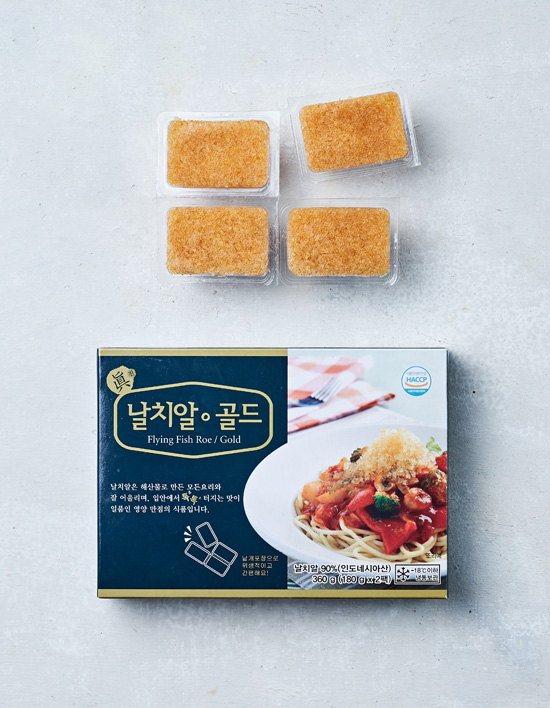 眞
날치알 골드
Flying Fish Roe / Gold
HACCP
날치알은 해산물로 만든 모든요리와
잘 어울리며, 입안에서 톡톡 터지는 맛이
일품인 영양 만점의 식품입니다.
낱개포장으로
위생적이고
간편해요!
날치알 90%(인도네시아산)
360 g (180 g x 2팩)
-18℃이하
냉동보관